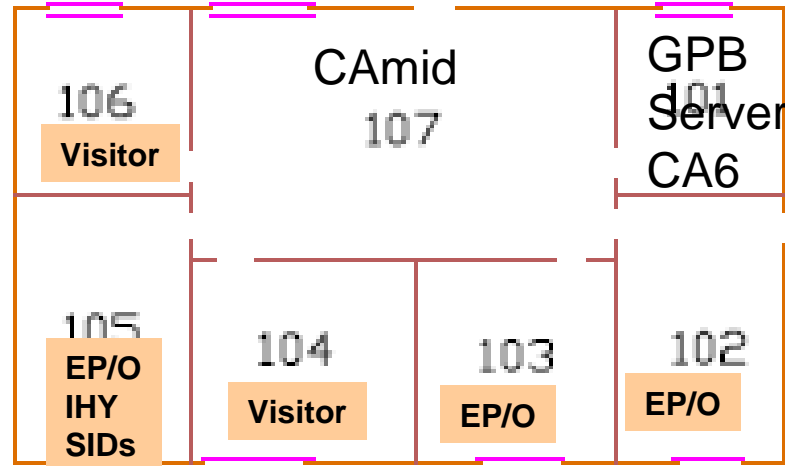 106
Visitor
CAmid
107
GPB
101
Server
CA6
105
EP/O
IHY
SIDs
104
Visitor
103
EP/O
102
EP/O